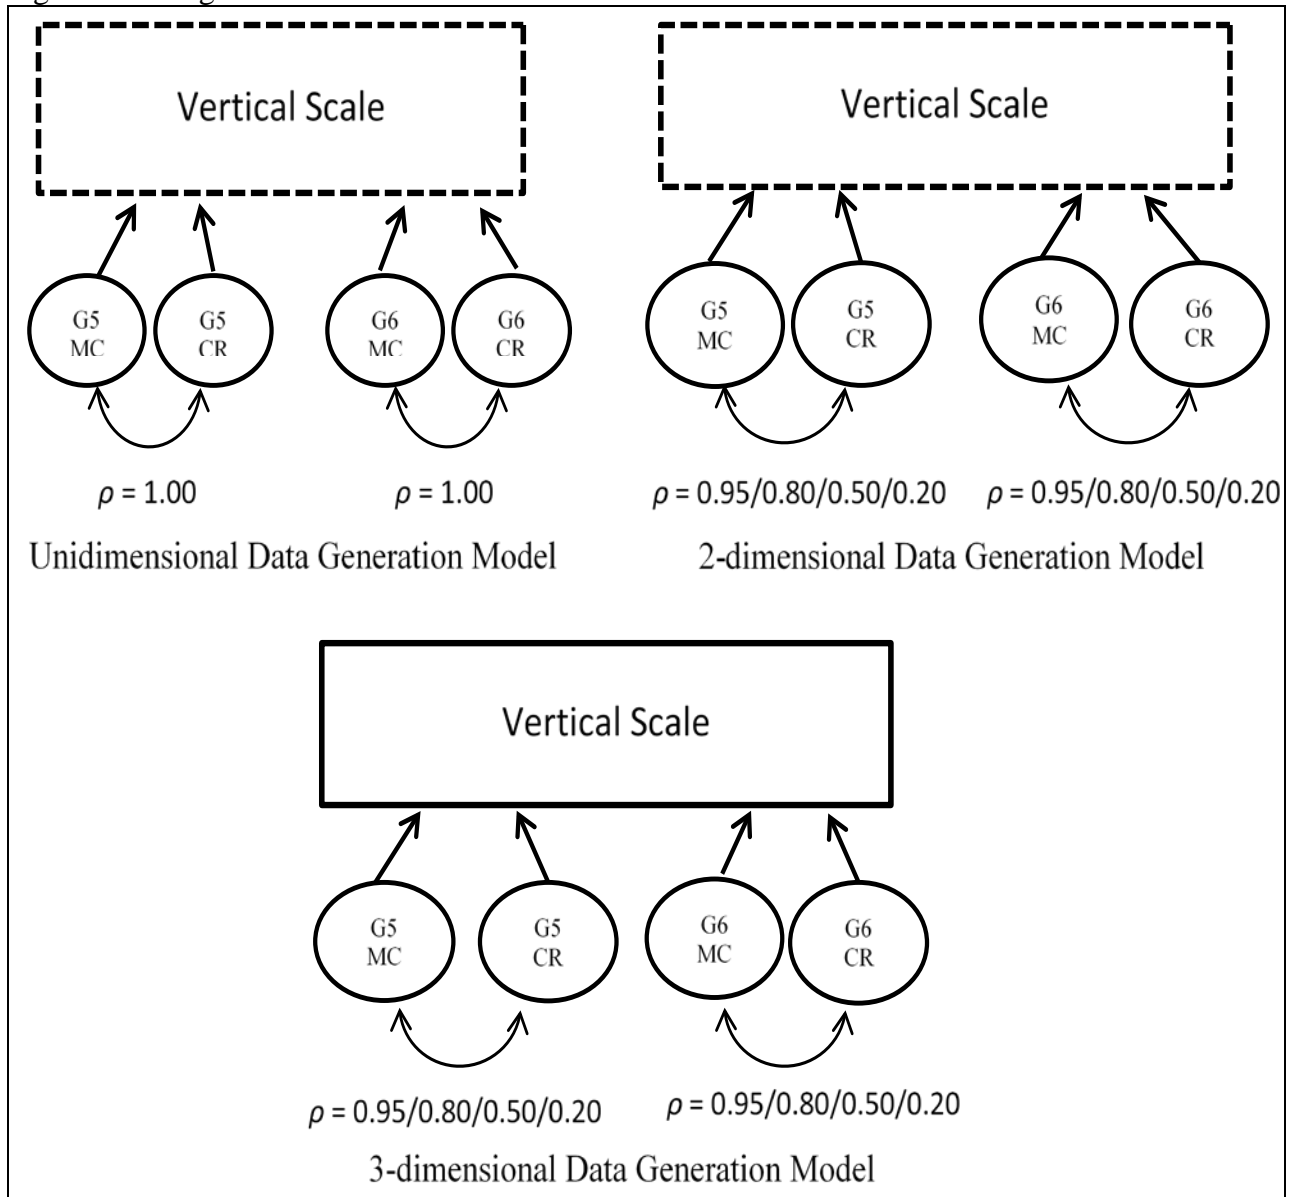 Vertical Scale
Vertical Scale
G5
MC
G5
CR
G6
MC
G6
CR
G5
MC
G5
CR
G6
MC
G6
CR
ρ = 1.00
ρ = 1.00
ρ = 0.95/0.80/0.50/0.20
ρ = 0.95/0.80/0.50/0.20
Unidimensional Data Generation Model
2-dimensional Data Generation Model
Vertical Scale
G5
MC
G5
CR
G6
MC
G6
CR
ρ = 0.95/0.80/0.50/0.20
ρ = 0.95/0.80/0.50/0.20
3-dimensional Data Generation Model